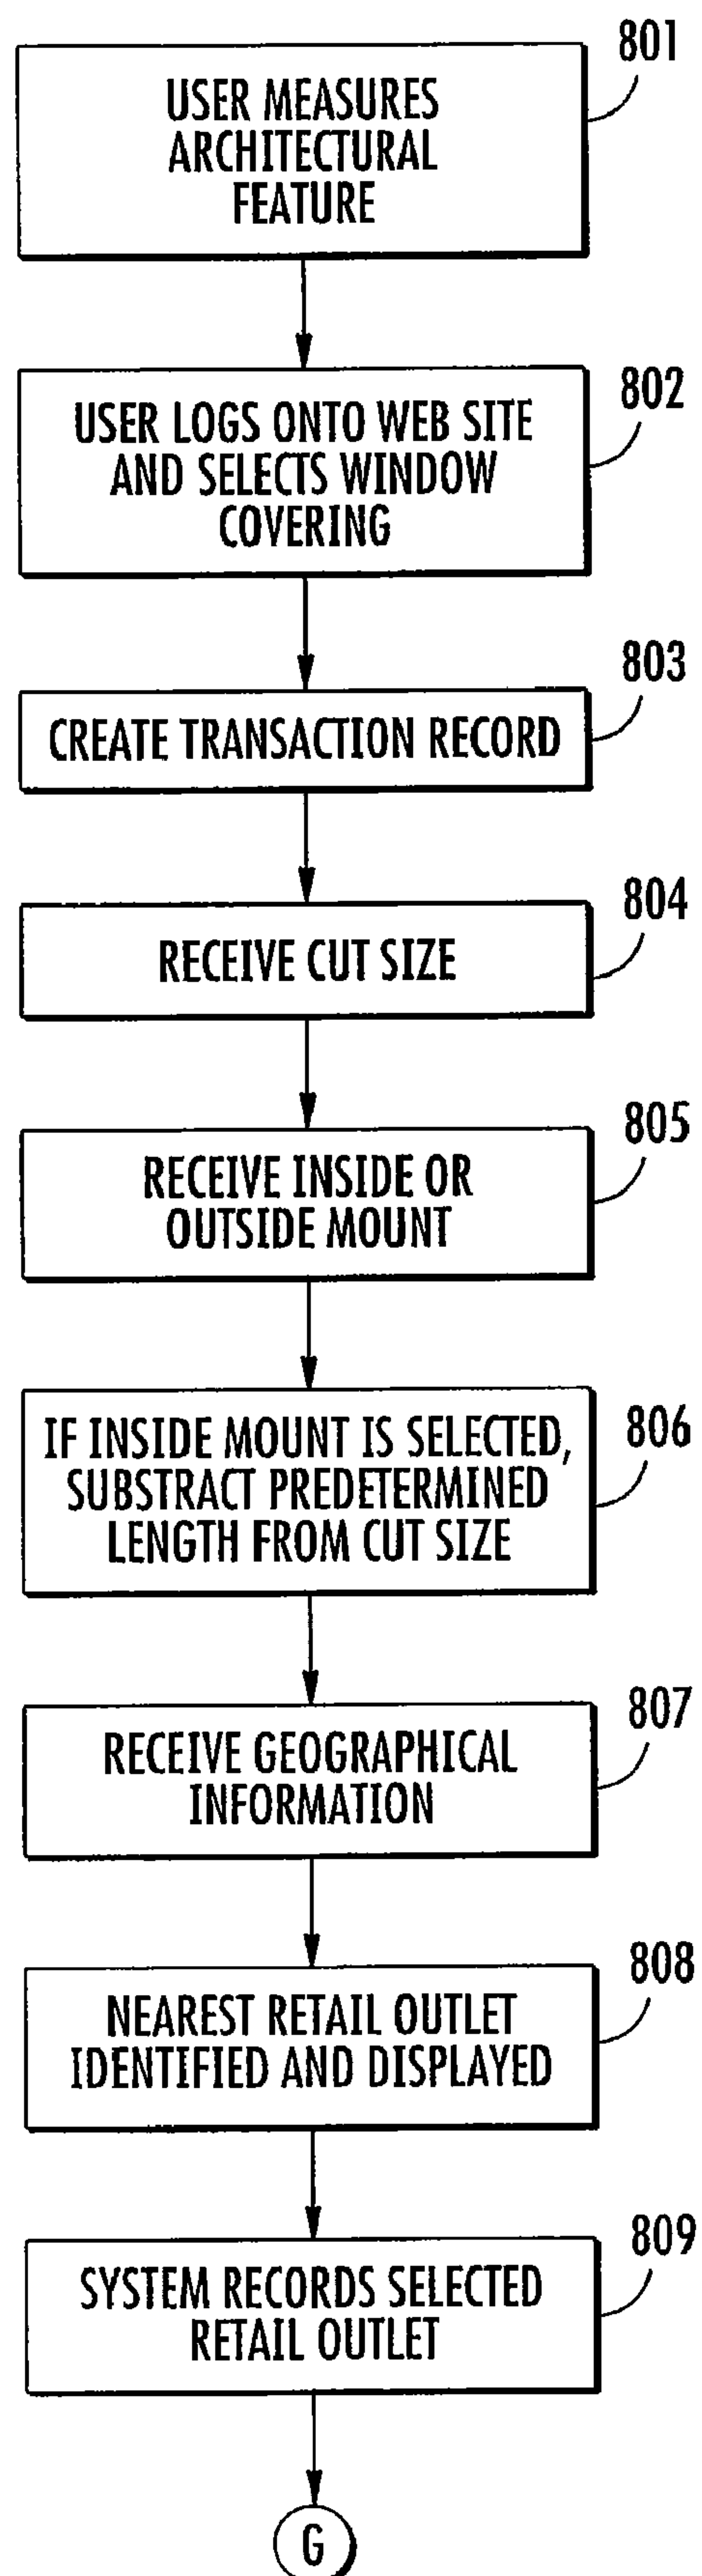 801
USER MEASURES
ARCHITECTURAL
FEATURE
802
USER LOGS ONTO WEB SITE
AND SELECTS WINDOW
COVERING
803
CREATE TRANSACTION RECORD
804
RECEIVE CUT SIZE
805
RECEIVE INSIDE OR
OUTSIDE MOUNT
806
IF INSIDE MOUNT IS SELECTED,
SUBSTRACT PREDETERMINED
LENGTH FROM CUT SIZE
807
RECEIVE GEOGRAPHICAL
INFORMATION
808
NEAREST RETAIL OUTLET
IDENTIFIED AND DISPLAYED
809
SYSTEM RECORDS SELECTED
RETAIL OUTLET
G